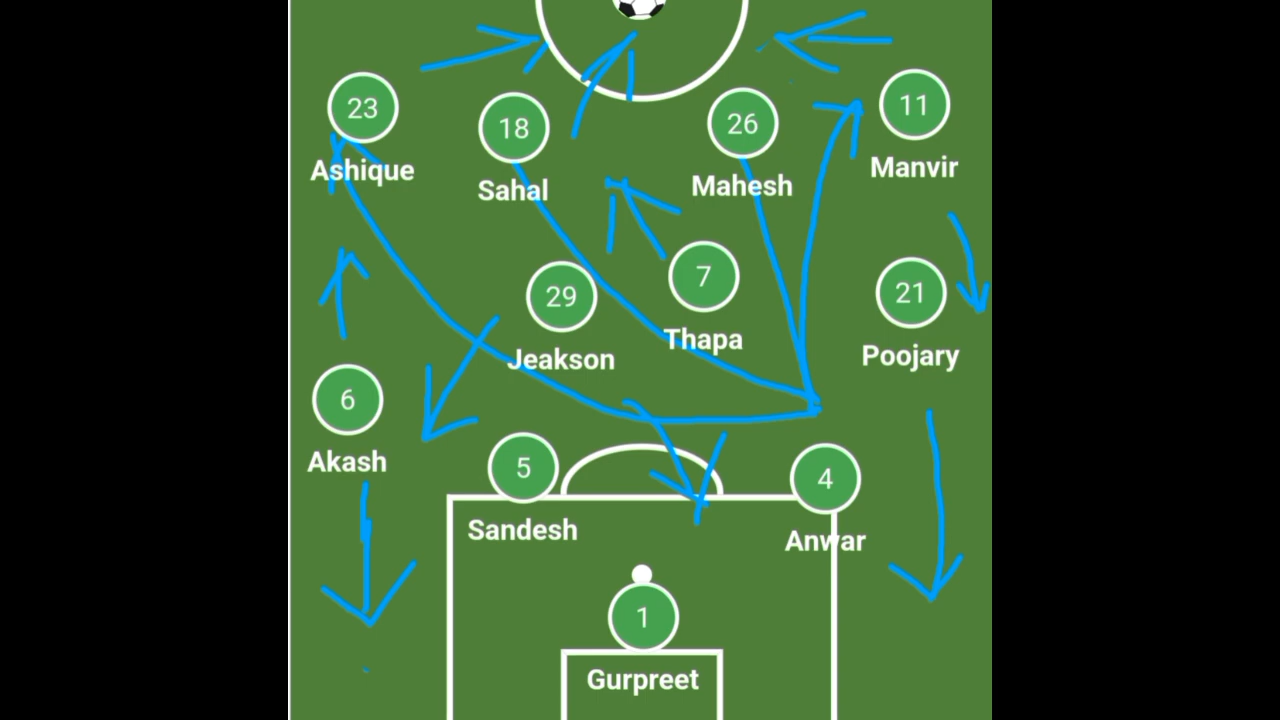 23
Ashique
18
Sahal
26
Mahesh
11
Manvir
29
Jeakson
7
Thapa
21
Poojary
6
Akash
5
Sandesh
4
Anwar
1
Gurpreet